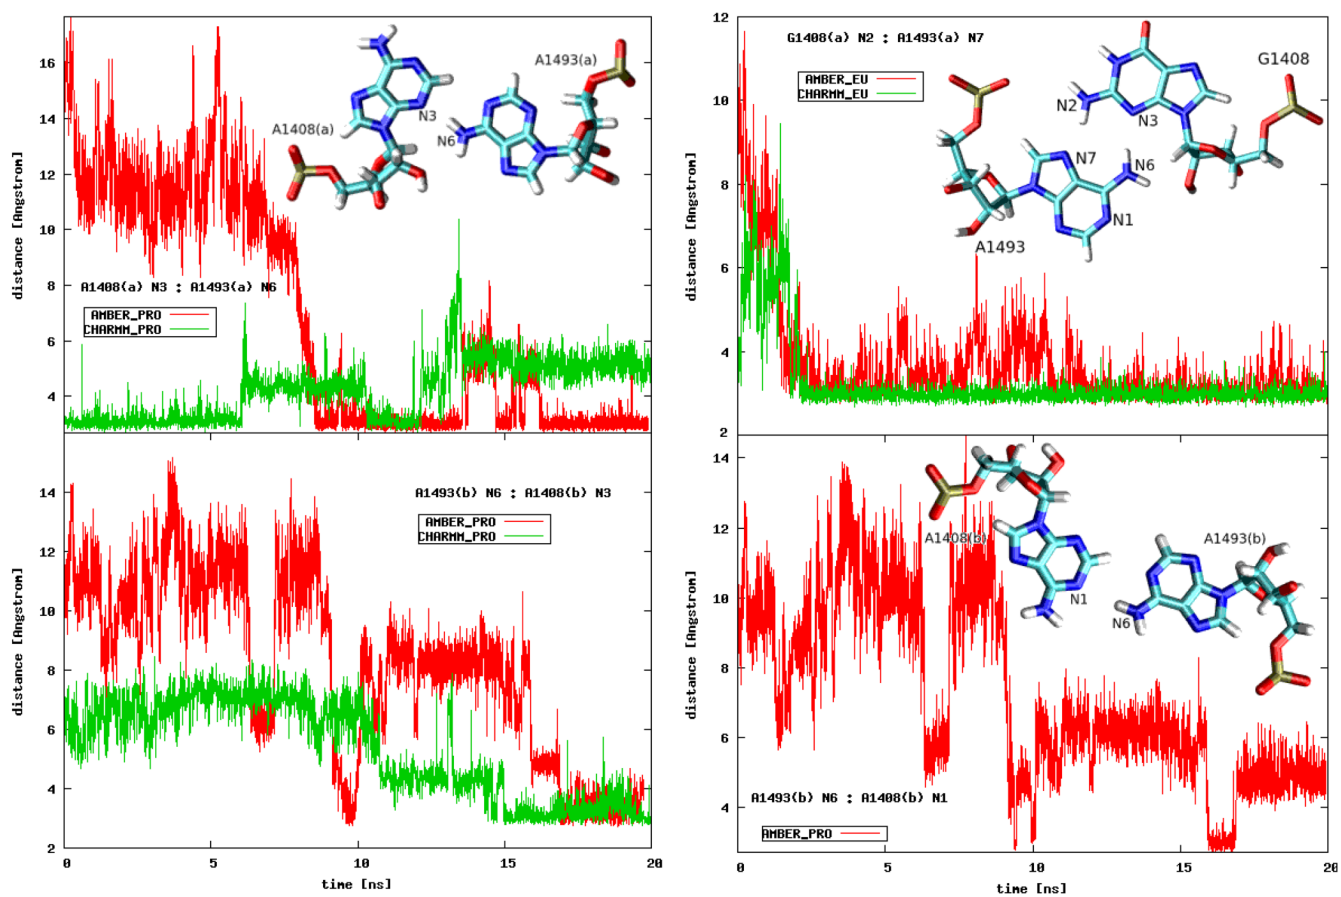 16
14
12
10
8
6
4
distance [Angstrom]
A1408(a)
N3
N6
A1493(a)
A1408(a) N3 : A1493(a) N6
AMBER_PRO
CHARMM_PRO
12
10
8
6
4
2
distance [Angstrom]
G1408(a) N2 : A1493(a) N7
AMBER_EU
CHARMM_EU
G1408
N2
N3
N7
N6
N1
A1493
14
12
10
8
6
4
2
distance [Angstrom]
A1493(b) N6 : A1408(b) N3
AMBER_PRO
CHARMM_PRO
0
5
10
15
20
time [ns]
14
12
10
8
6
4
distance [Angstrom]
A1408(b)
N1
A1493(b)
N6
A1493(b) N6 : A1408(b) N1
AMBER_PRO
0
5
10
15
20
time [ns]